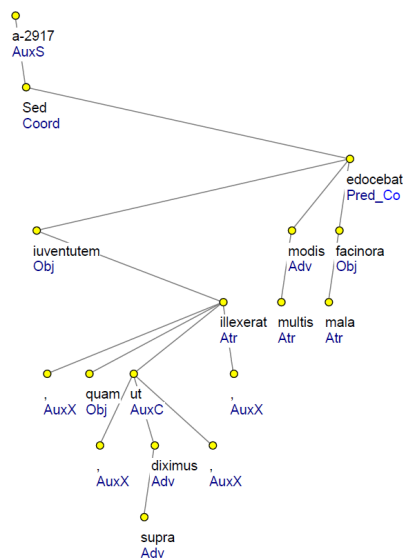 a-2917
AuxS
Sed
Coord
edocebat
Pred_Co
iuventutem
Obj
modis
Adv
facinora
Obj
illexerat
Atr
multis
Atr
mala
Atr
,
AuxX
quam
Obj
ut
AuxC
,
AuxX
,
AuxX
diximus
Adv
,
AuxX
supra
Adv